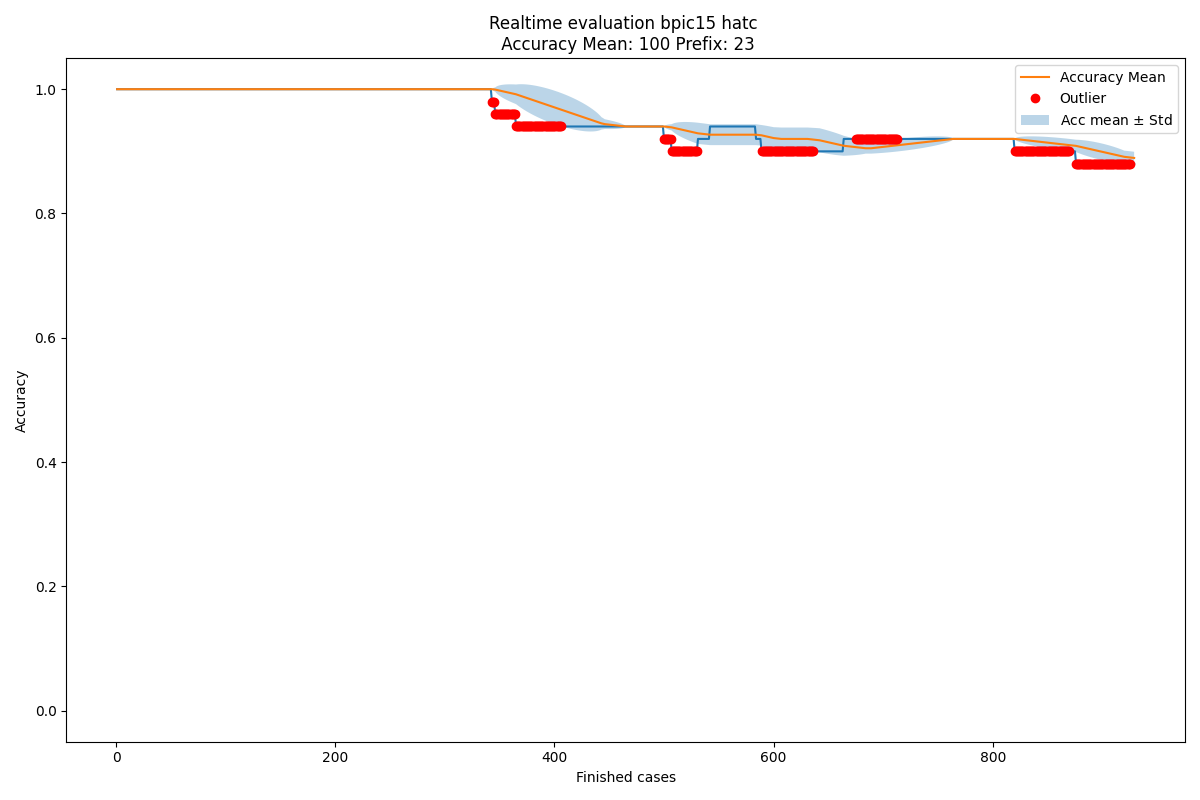 Realtime evaluation bpic15 hatc
Accuracy Mean: 100 Prefix: 23
Accuracy Mean
Outlier
Acc mean ± Std
1.0
0.8
0.6
0.4
0.2
0.0
Accuracy
0 200 400 600 800
Finished cases